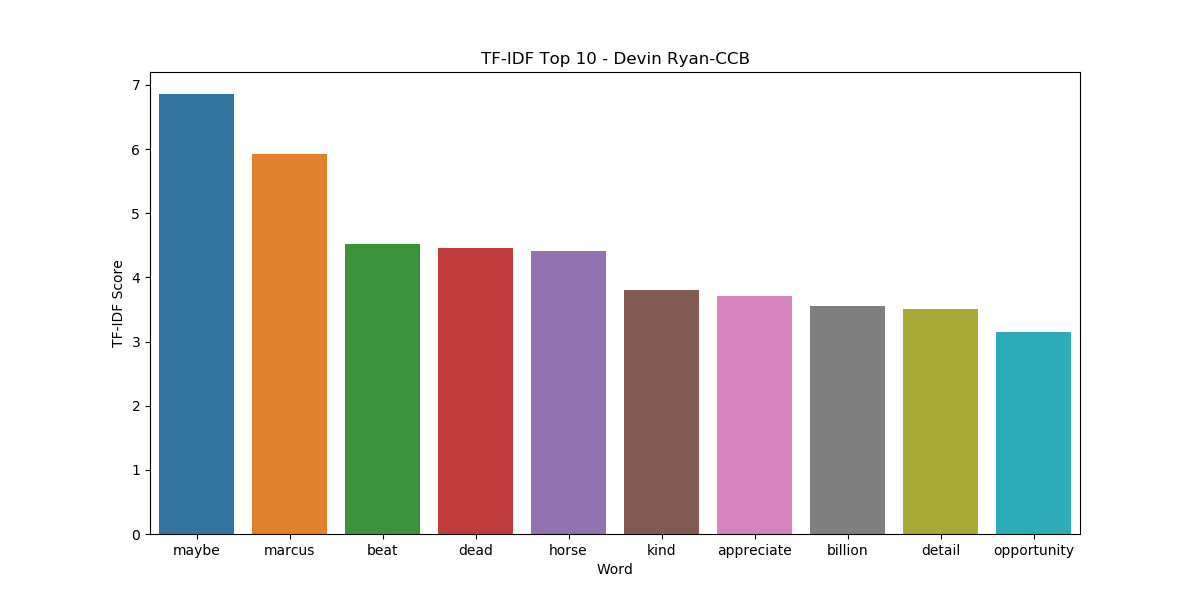 TF-IDF Top 10 - Devin Ryan-CCB
7
6
5
4
3
2
1
0
TF-IDF Score
maybe marcus beat dead horse kind appreciate billion detail opportunity
Word